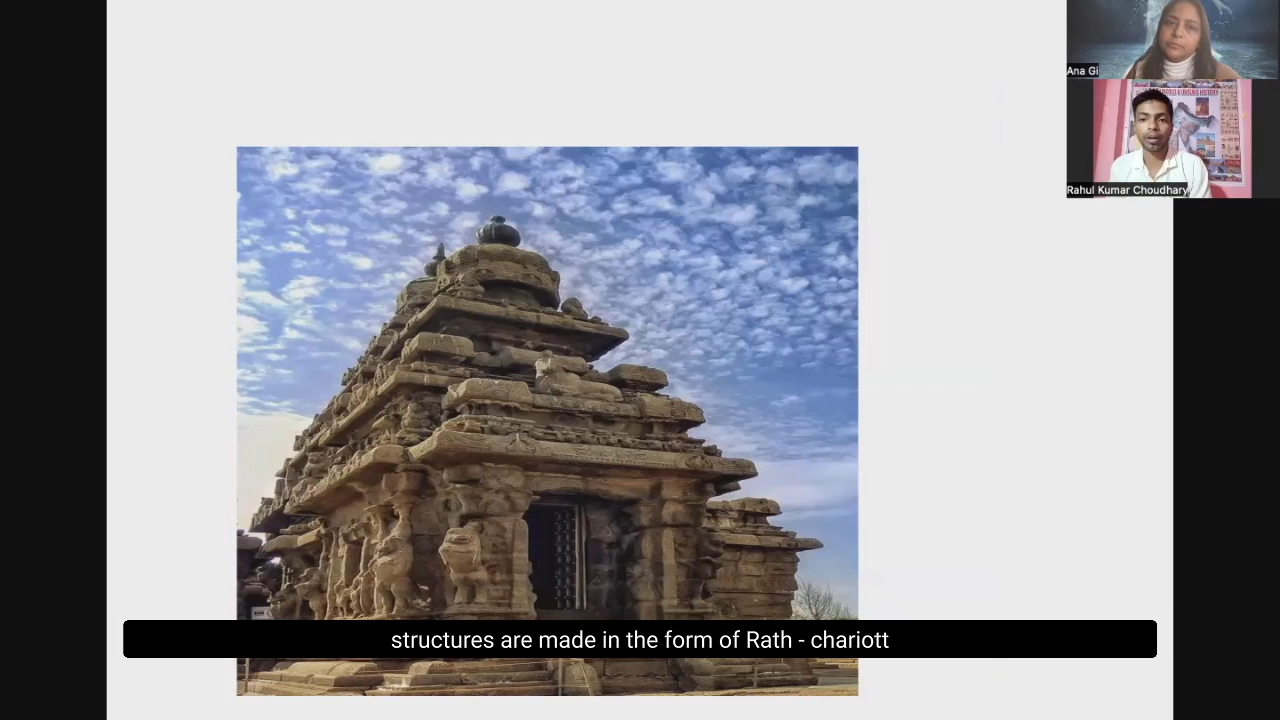 Ana Gi
Rahul Kumar Choudhary
structures are made in the form of Rath - chariott